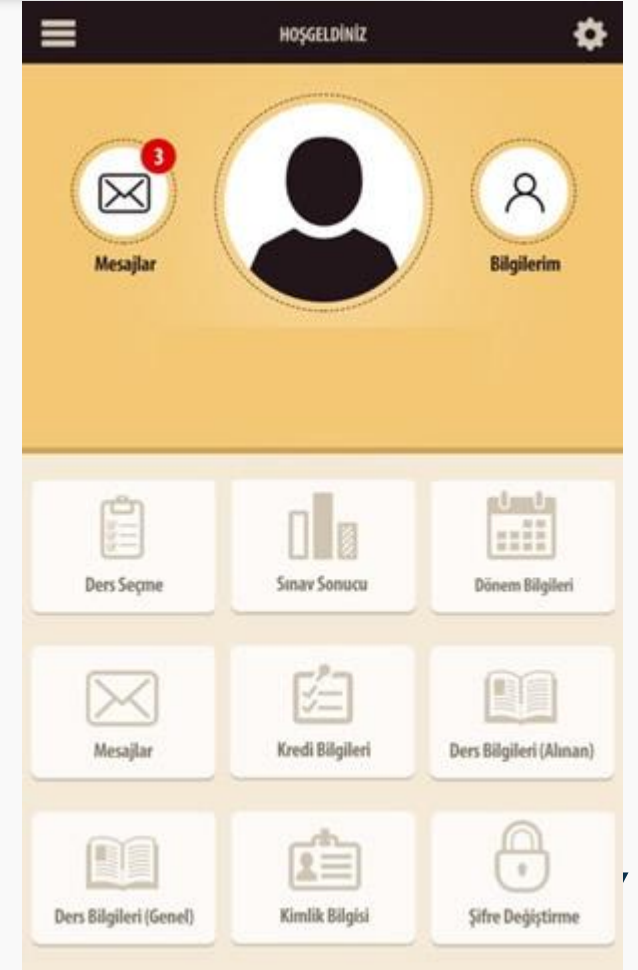 HOŞGELDİNİZ
3
Mesajlar
Bilgilerim
Ders Seçme
Sınav Sonucu
Dönem Bilgileri
Mesajlar
Kredi Bilgileri
Ders Bilgileri (Alınan)
Ders Bilgileri (Genel)
Kimlik Bilgisi
Şifre Değiştirme